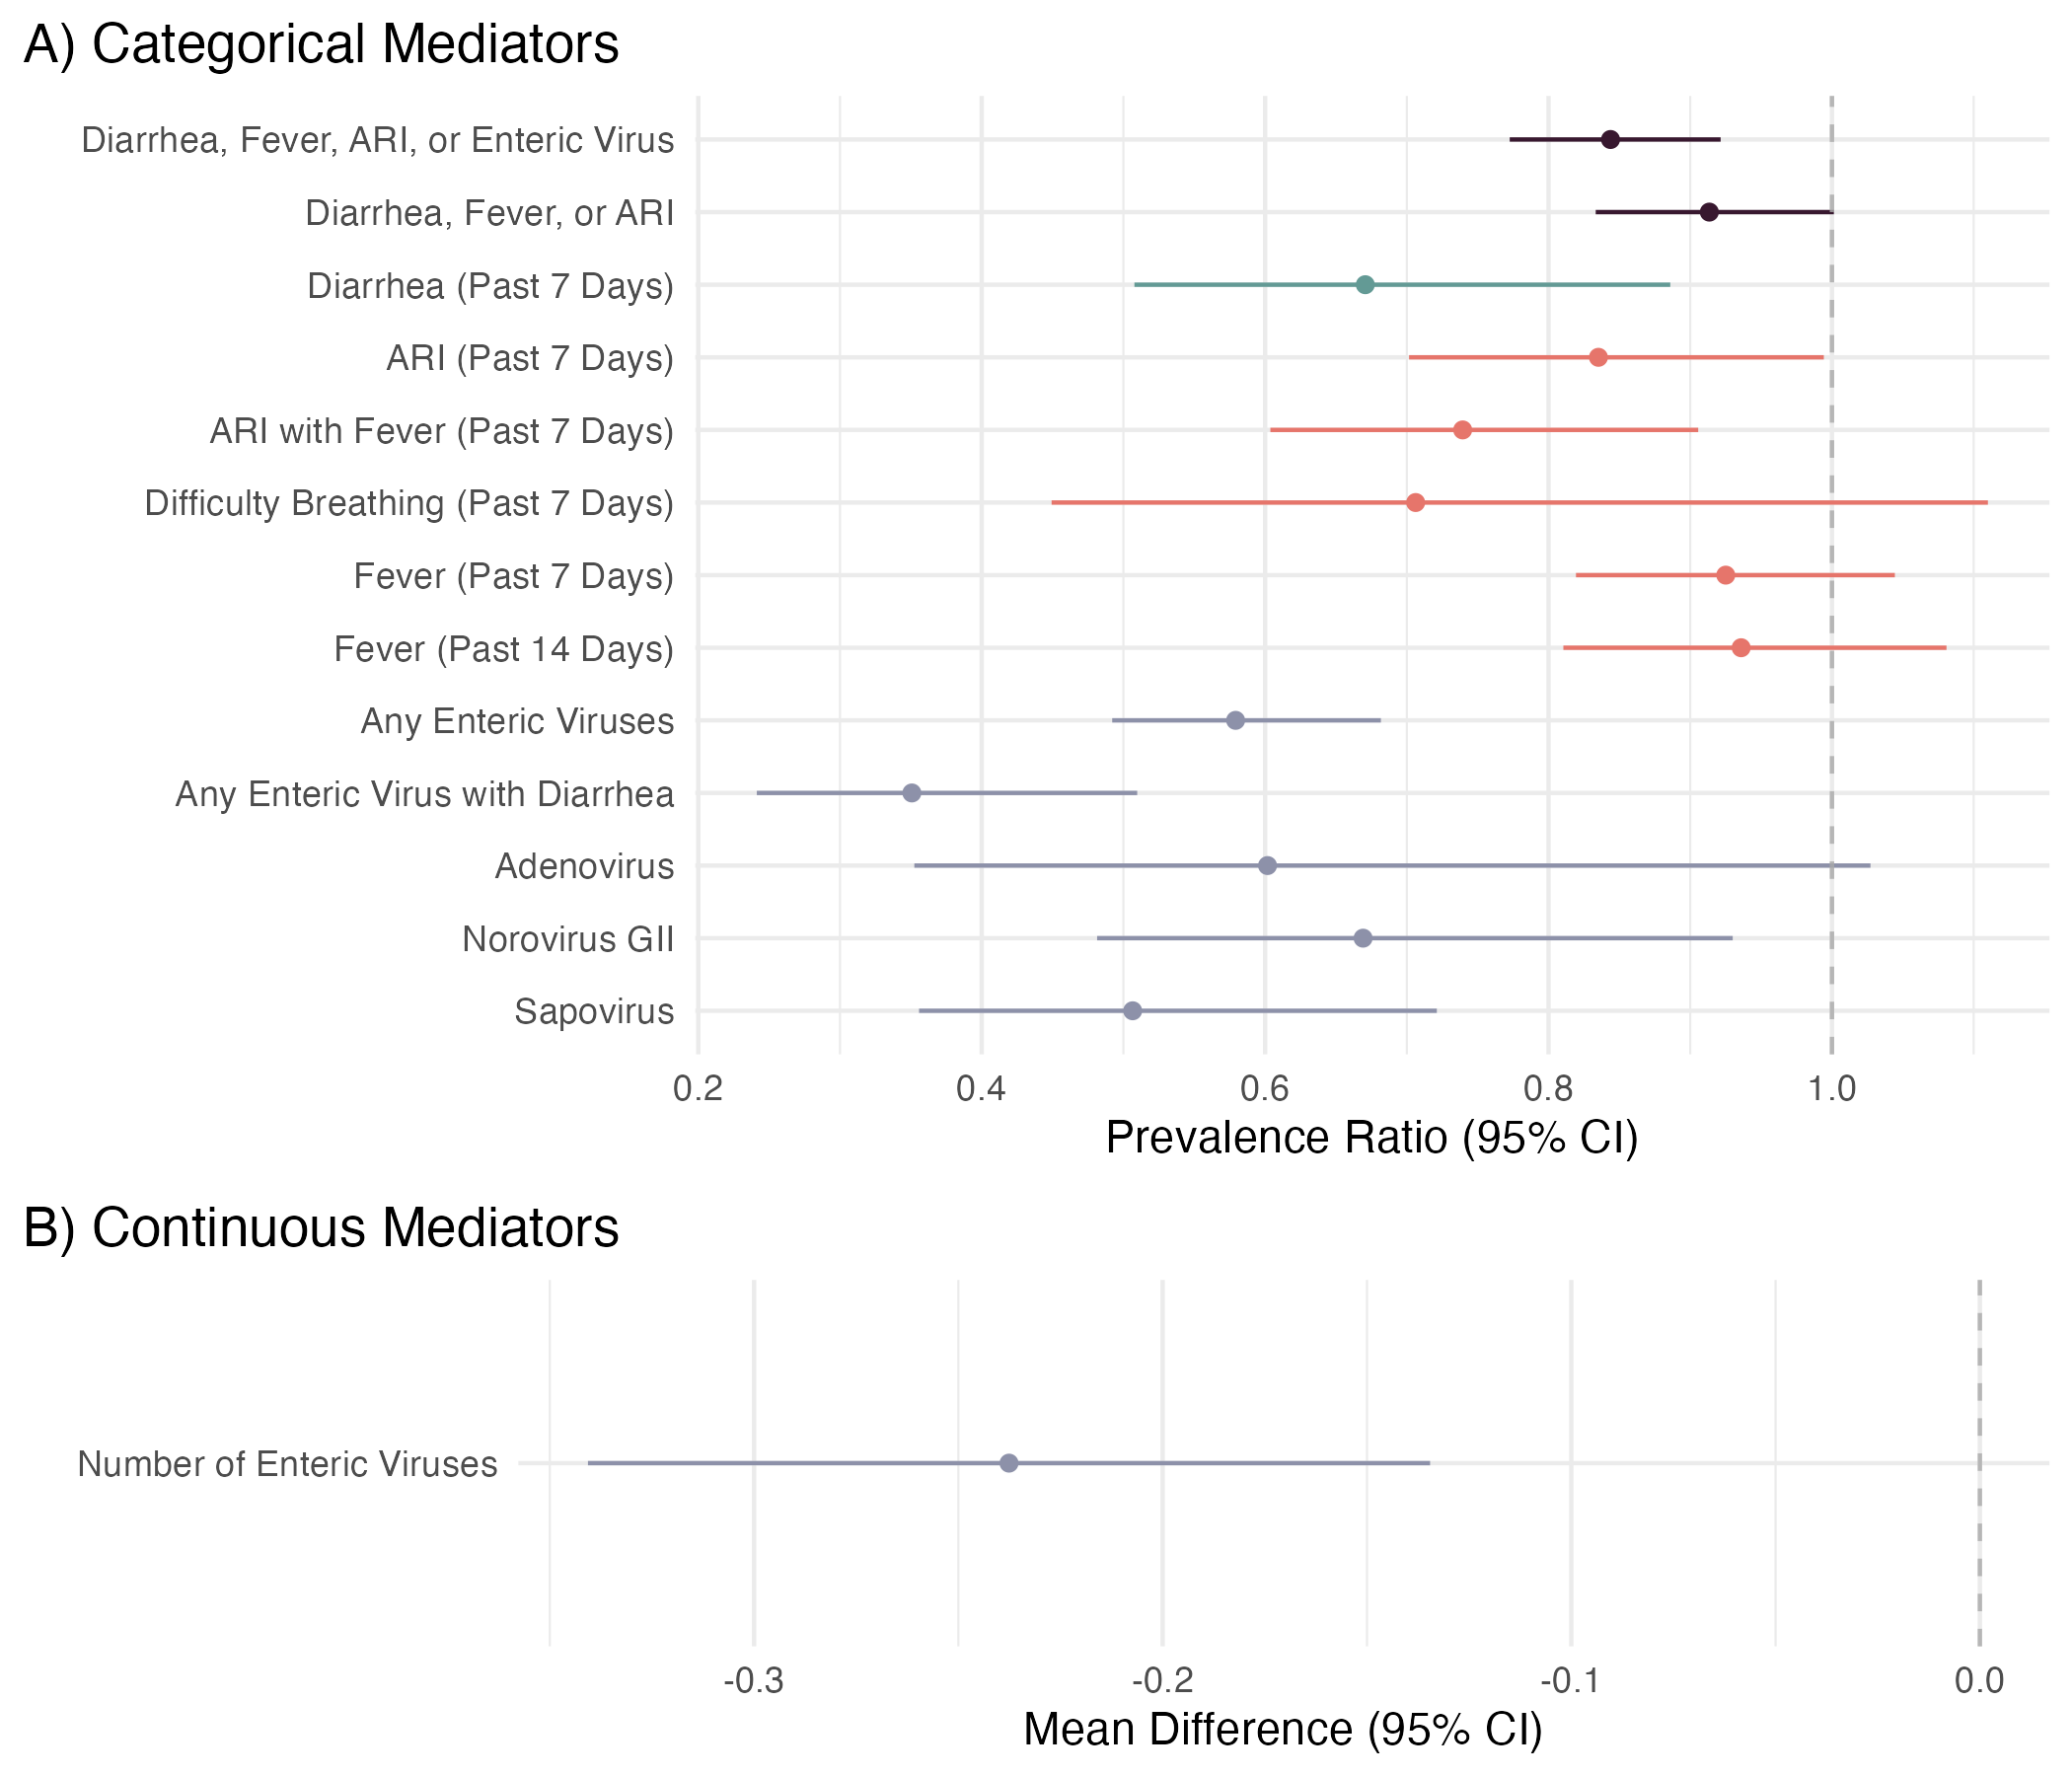 A) Categorical Mediators
Diarrhea, Fever, ARI, or Enteric Virus
Diarrhea, Fever, or ARI
Diarrhea (Past 7 Days)
ARI (Past 7 Days)
ARI with Fever (Past 7 Days)
Difficulty Breathing (Past 7 Days)
Fever (Past 7 Days)
Fever (Past 14 Days)
Any Enteric Viruses
Any Enteric Virus with Diarrhea
Adenovirus
Norovirus GII
Sapovirus
0.2 0.4 0.6 0.8 1.0
Prevalence Ratio (95% CI)
B) Continuous Mediators
Number of Enteric Viruses
-0.3 -0.2 -0.1 0.0
Mean Difference (95% CI)